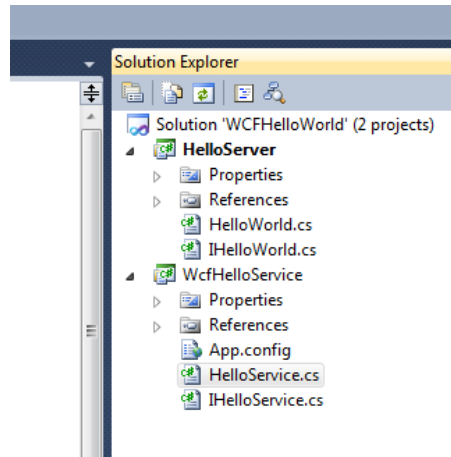 Solution Explorer
Solution 'WCFHelloWorld' (2 projects)
HelloServer
Properties
References
HelloWorld.cs
IHelloWorld.cs
WcfHelloService
Properties
References
App.config
HelloService.cs
IHelloService.cs